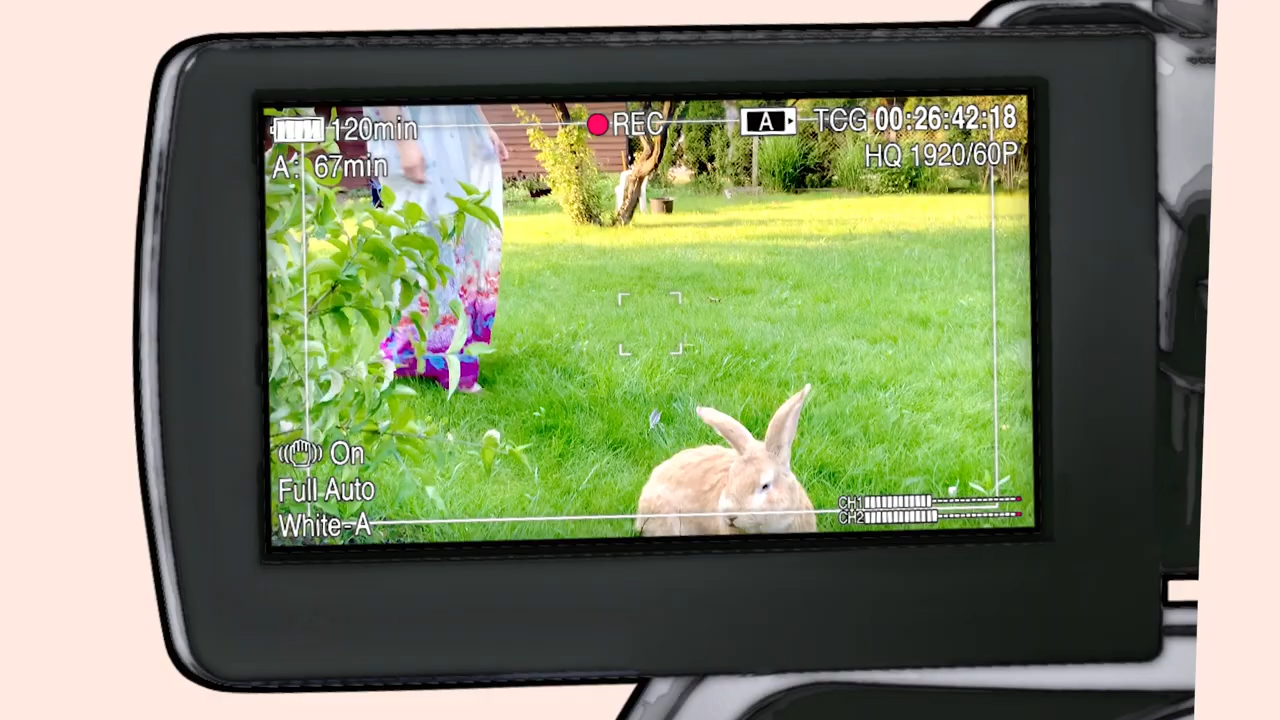 120min
REC
A
TCG 00:26:42:18
A: 67min
HQ 1920/60P
On
Full Auto
White-A
CH1
CH2